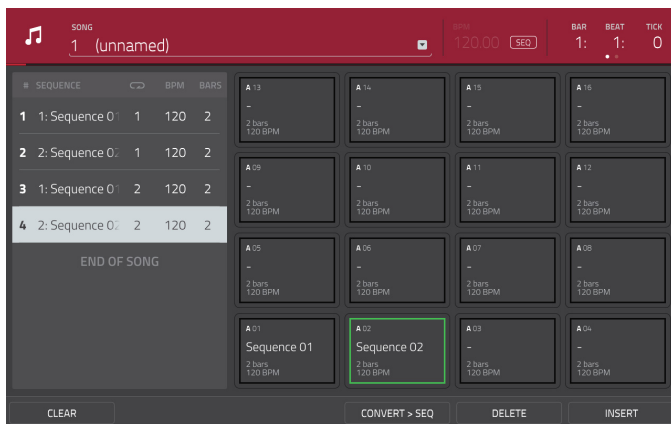 SONG
1 (unnamed)
BPM
120.00 SEQ
BAR BEAT TICK
1: 1: 0
# SEQUENCE BPM BARS
1 1: Sequence 01 1 120 2
2 2: Sequence 02 1 120 2
3 1: Sequence 01 2 120 2
4 2: Sequence 02 2 120 2
END OF SONG
A 13
-
2 bars
120 BPM
A 14
-
2 bars
120 BPM
A 15
-
2 bars
120 BPM
A 16
-
2 bars
120 BPM
A 09
-
2 bars
120 BPM
A 10
-
2 bars
120 BPM
A 11
-
2 bars
120 BPM
A 12
-
2 bars
120 BPM
A 05
-
2 bars
120 BPM
A 06
-
2 bars
120 BPM
A 07
-
2 bars
120 BPM
A 08
-
2 bars
120 BPM
A 01
Sequence 01
2 bars
120 BPM
A 02
Sequence 02
2 bars
120 BPM
A 03
-
2 bars
120 BPM
A 04
-
2 bars
120 BPM
CLEAR CONVERT > SEQ DELETE INSERT